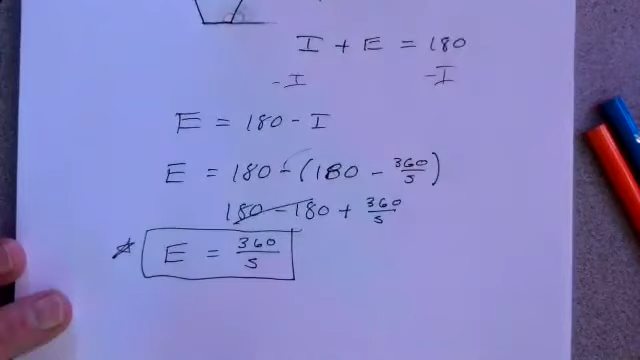 I + E = 180
-I -I
E = 180 - I
E = 180 - (180 - 360/S)
180 - 180 + 360/S
* E = 360/S